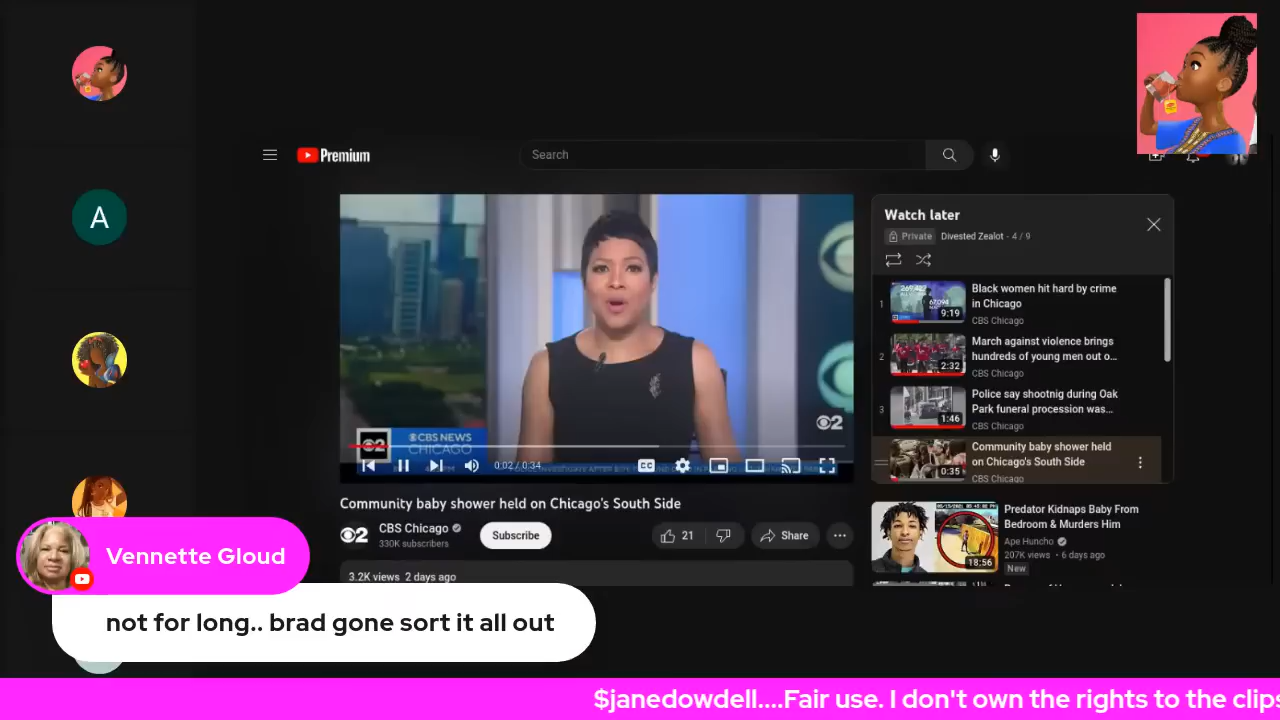 Premium
Search
A
Watch later
Private Divested Zealot - 4 / 9
1
9:19
Black women hit hard by crime
in Chicago
CBS Chicago
2
2:32
March against violence brings
hundreds of young men out o...
CBS Chicago
3
1:46
Police say shootnig during Oak
Park funeral procession was...
CBS Chicago
0:35
Community baby shower held
on Chicago's South Side
CBS Chicago
CBS NEWS
CHICAGO
2
0:02 / 0:34
CC
Community baby shower held on Chicago's South Side
CBS Chicago
330K subscribers
Subscribe
21
Share
3.2K views 2 days ago
18:56
Predator Kidnaps Baby From
Bedroom & Murders Him
Ape Huncho
207K views • 6 days ago
New
Vennette Gloud
not for long.. brad gone sort it all out
$janedowdell....Fair use. I don't own the rights to the clips